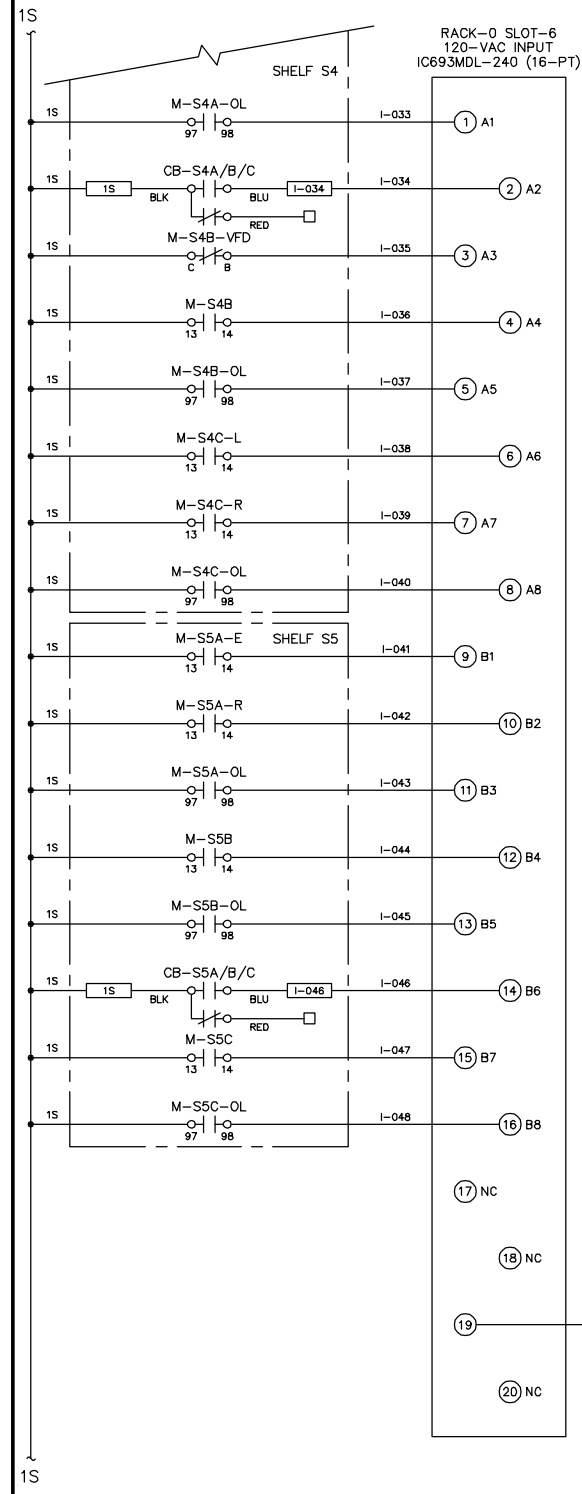 1S
RACK-0 SLOT-6
120-VAC INPUT
IC693MDL-240 (16-PT)
SHELF S4
M-S4A-OL
1S 97 98 I-033 1 A1
CB-S4A/B/C
1S 1S BLK BLU I-034 I-034 2 A2
RED
M-S4B-VFD
1S C B I-035 3 A3
M-S4B
1S 13 14 I-036 4 A4
M-S4B-OL
1S 97 98 I-037 5 A5
M-S4C-L
1S 13 14 I-038 6 A6
M-S4C-R
1S 13 14 I-039 7 A7
M-S4C-OL
1S 97 98 I-040 8 A8
M-S5A-E SHELF S5
1S 13 14 I-041 9 B1
M-S5A-R
1S 13 14 I-042 10 B2
M-S5A-OL
1S 97 98 I-043 11 B3
M-S5B
1S 13 14 I-044 12 B4
M-S5B-OL
1S 97 98 I-045 13 B5
CB-S5A/B/C
1S 1S BLK BLU I-046 I-046 14 B6
RED
M-S5C
1S 13 14 I-047 15 B7
M-S5C-OL
1S 97 98 I-048 16 B8
17 NC
18 NC
19
20 NC
1S